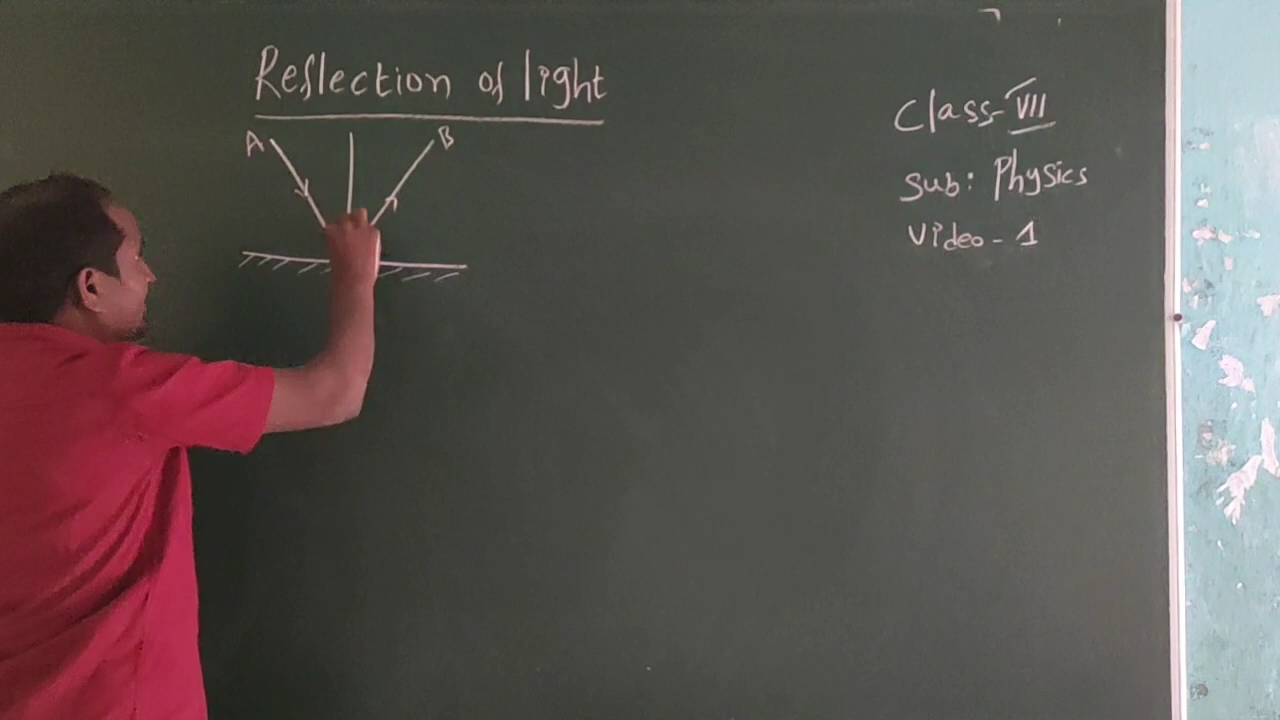 Reflection of light
A
B
Class-VII
Sub: Physics
Video-1